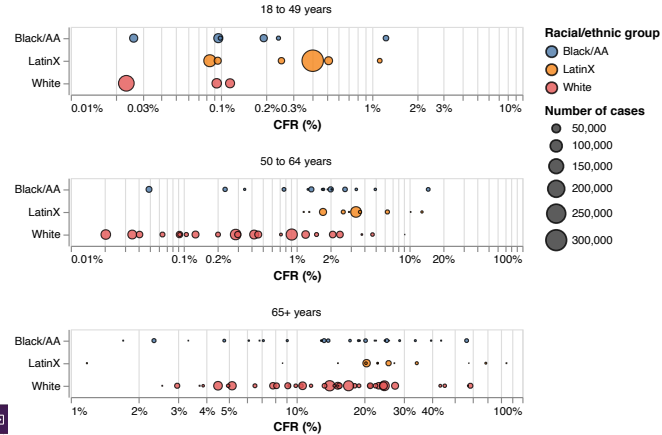 18 to 49 years
Black/AA
LatinX
White
0.01% 0.03% 0.1% 0.2% 0.3% 1% 2% 3% 10%
CFR (%)
50 to 64 years
Black/AA
LatinX
White
0.01% 0.1% 0.2% 1% 2% 10% 20% 100%
CFR (%)
65+ years
Black/AA
LatinX
White
1% 2% 3% 4% 5% 10% 20% 30% 40% 100%
CFR (%)
Racial/ethnic group
Black/AA
LatinX
White
Number of cases
50,000
100,000
150,000
200,000
250,000
300,000